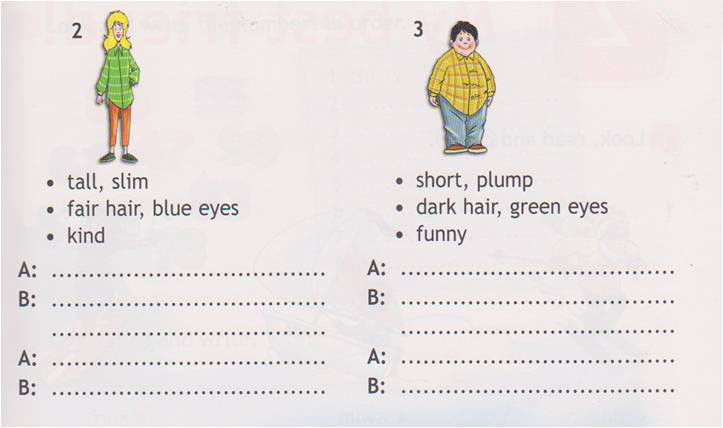 2
• tall, slim
• fair hair, blue eyes
• kind
A: ........................................
B: ........................................
........................................
A: ........................................
B: ........................................
3
• short, plump
• dark hair, green eyes
• funny
A: ........................................
B: ........................................
........................................
A: ........................................
B: ........................................